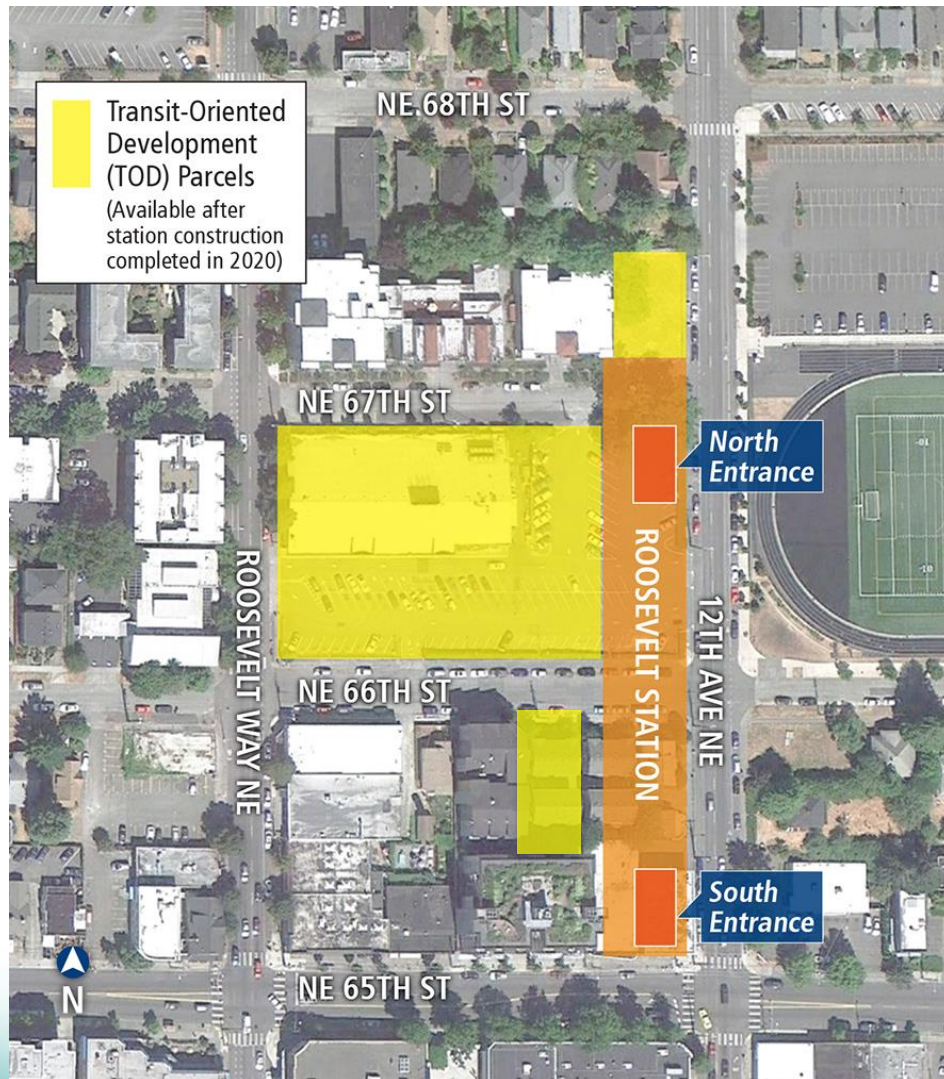 NE 68TH ST
Transit-Oriented
Development
(TOD) Parcels
(Available after
station construction
completed in 2020)
NE 67TH ST
North
Entrance
ROOSEVELT WAY NE
ROOSEVELT STATION
12TH AVE NE
NE 66TH ST
South
Entrance
N
NE 65TH ST